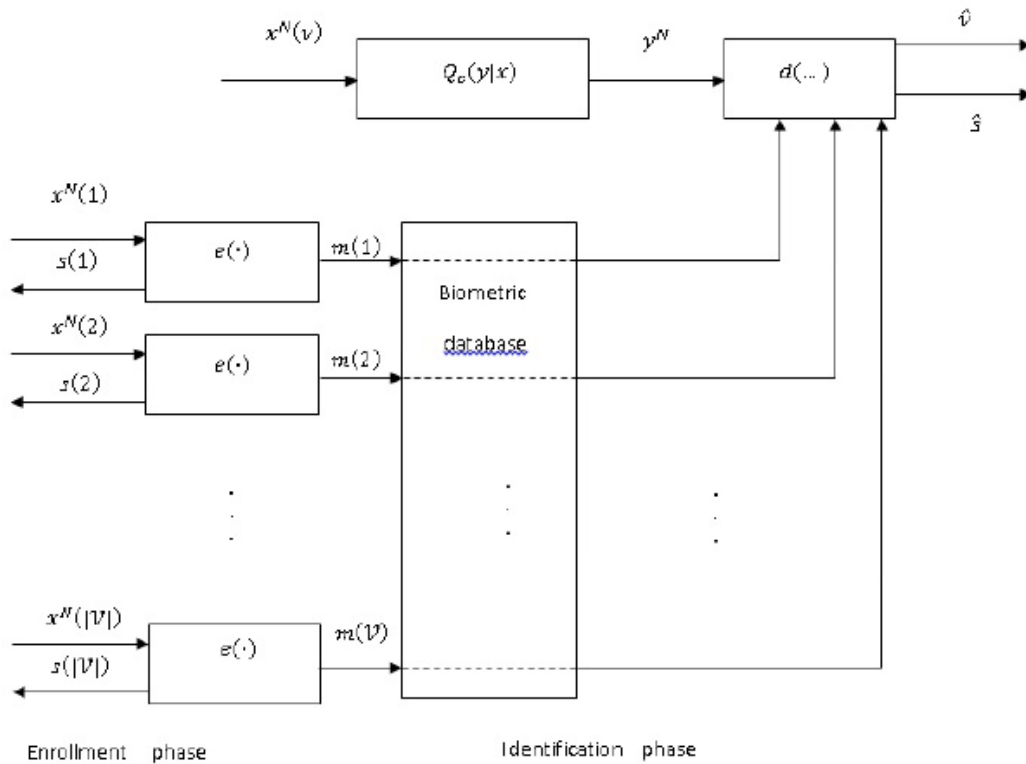 x^N(v)
Q_c(y|x)
y^N
d(...)
v̂
ŝ
x^N(1)
s(1)
e(·)
m(1)
Biometric
database
x^N(2)
s(2)
e(·)
m(2)
x^N(|V|)
s(|V|)
e(·)
m(V)
Enrollment phase
Identification phase